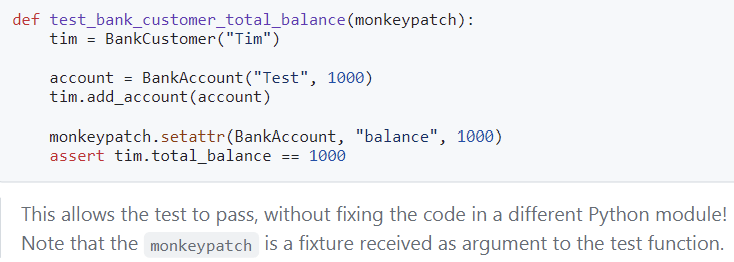 def test_bank_customer_total_balance(monkeypatch):
    tim = BankCustomer("Tim")
    account = BankAccount("Test", 1000)
    tim.add_account(account)
    monkeypatch.setattr(BankAccount, "balance", 1000)
    assert tim.total_balance == 1000
This allows the test to pass, without fixing the code in a different Python module!
Note that the monkeypatch is a fixture received as argument to the test function.